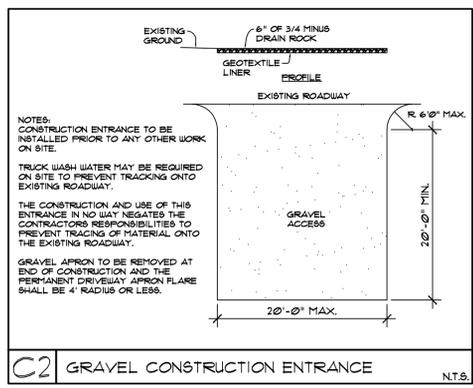 EXISTING GROUND
6" OF 3/4 MINUS
DRAIN ROCK
GEOTEXTILE
LINER
PROFILE
EXISTING ROADWAY
R 6'0" MAX.
NOTES:
CONSTRUCTION ENTRANCE TO BE
INSTALLED PRIOR TO ANY OTHER WORK
ON SITE.
TRUCK WASH WATER MAY BE REQUIRED
ON SITE TO PREVENT TRACKING ONTO
EXISTING ROADWAY.
THE CONSTRUCTION AND USE OF THIS
ENTRANCE IN NO WAY NEGATES THE
CONTRACTORS RESPONSIBILITIES TO
PREVENT TRACING OF MATERIAL ONTO
THE EXISTING ROADWAY.
GRAVEL APRON TO BE REMOVED AT
END OF CONSTRUCTION AND THE
PERMANENT DRIVEWAY APRON FLARE
SHALL BE 4' RADIUS OR LESS.
GRAVEL
ACCESS
20'-0" MIN.
20'-0" MAX.
C2 GRAVEL CONSTRUCTION ENTRANCE
N.T.S.